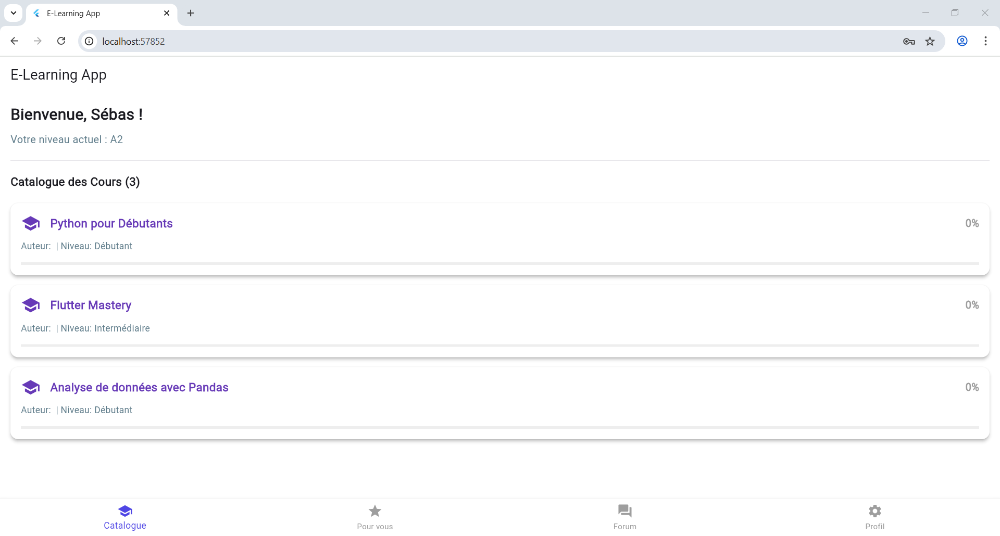 E-Learning App
localhost:57852
E-Learning App
Bienvenue, Sébas !
Votre niveau actuel : A2
Catalogue des Cours (3)
Python pour Débutants 0%
Auteur:  | Niveau: Débutant
Flutter Mastery 0%
Auteur:  | Niveau: Intermédiaire
Analyse de données avec Pandas 0%
Auteur:  | Niveau: Débutant
Catalogue Pour vous Forum Profil